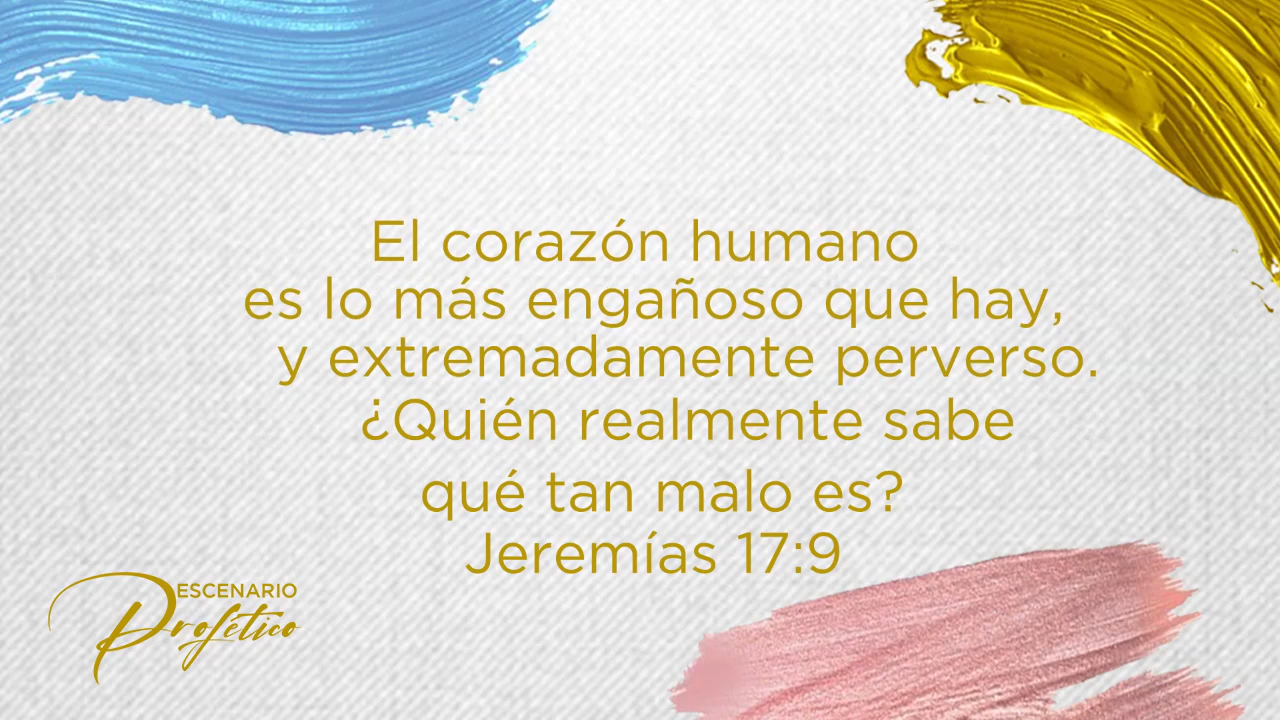 El corazón humano
es lo más engañoso que hay,
y extremadamente perverso.
¿Quién realmente sabe
qué tan malo es?
Jeremías 17:9
ESCENARIO
Profético